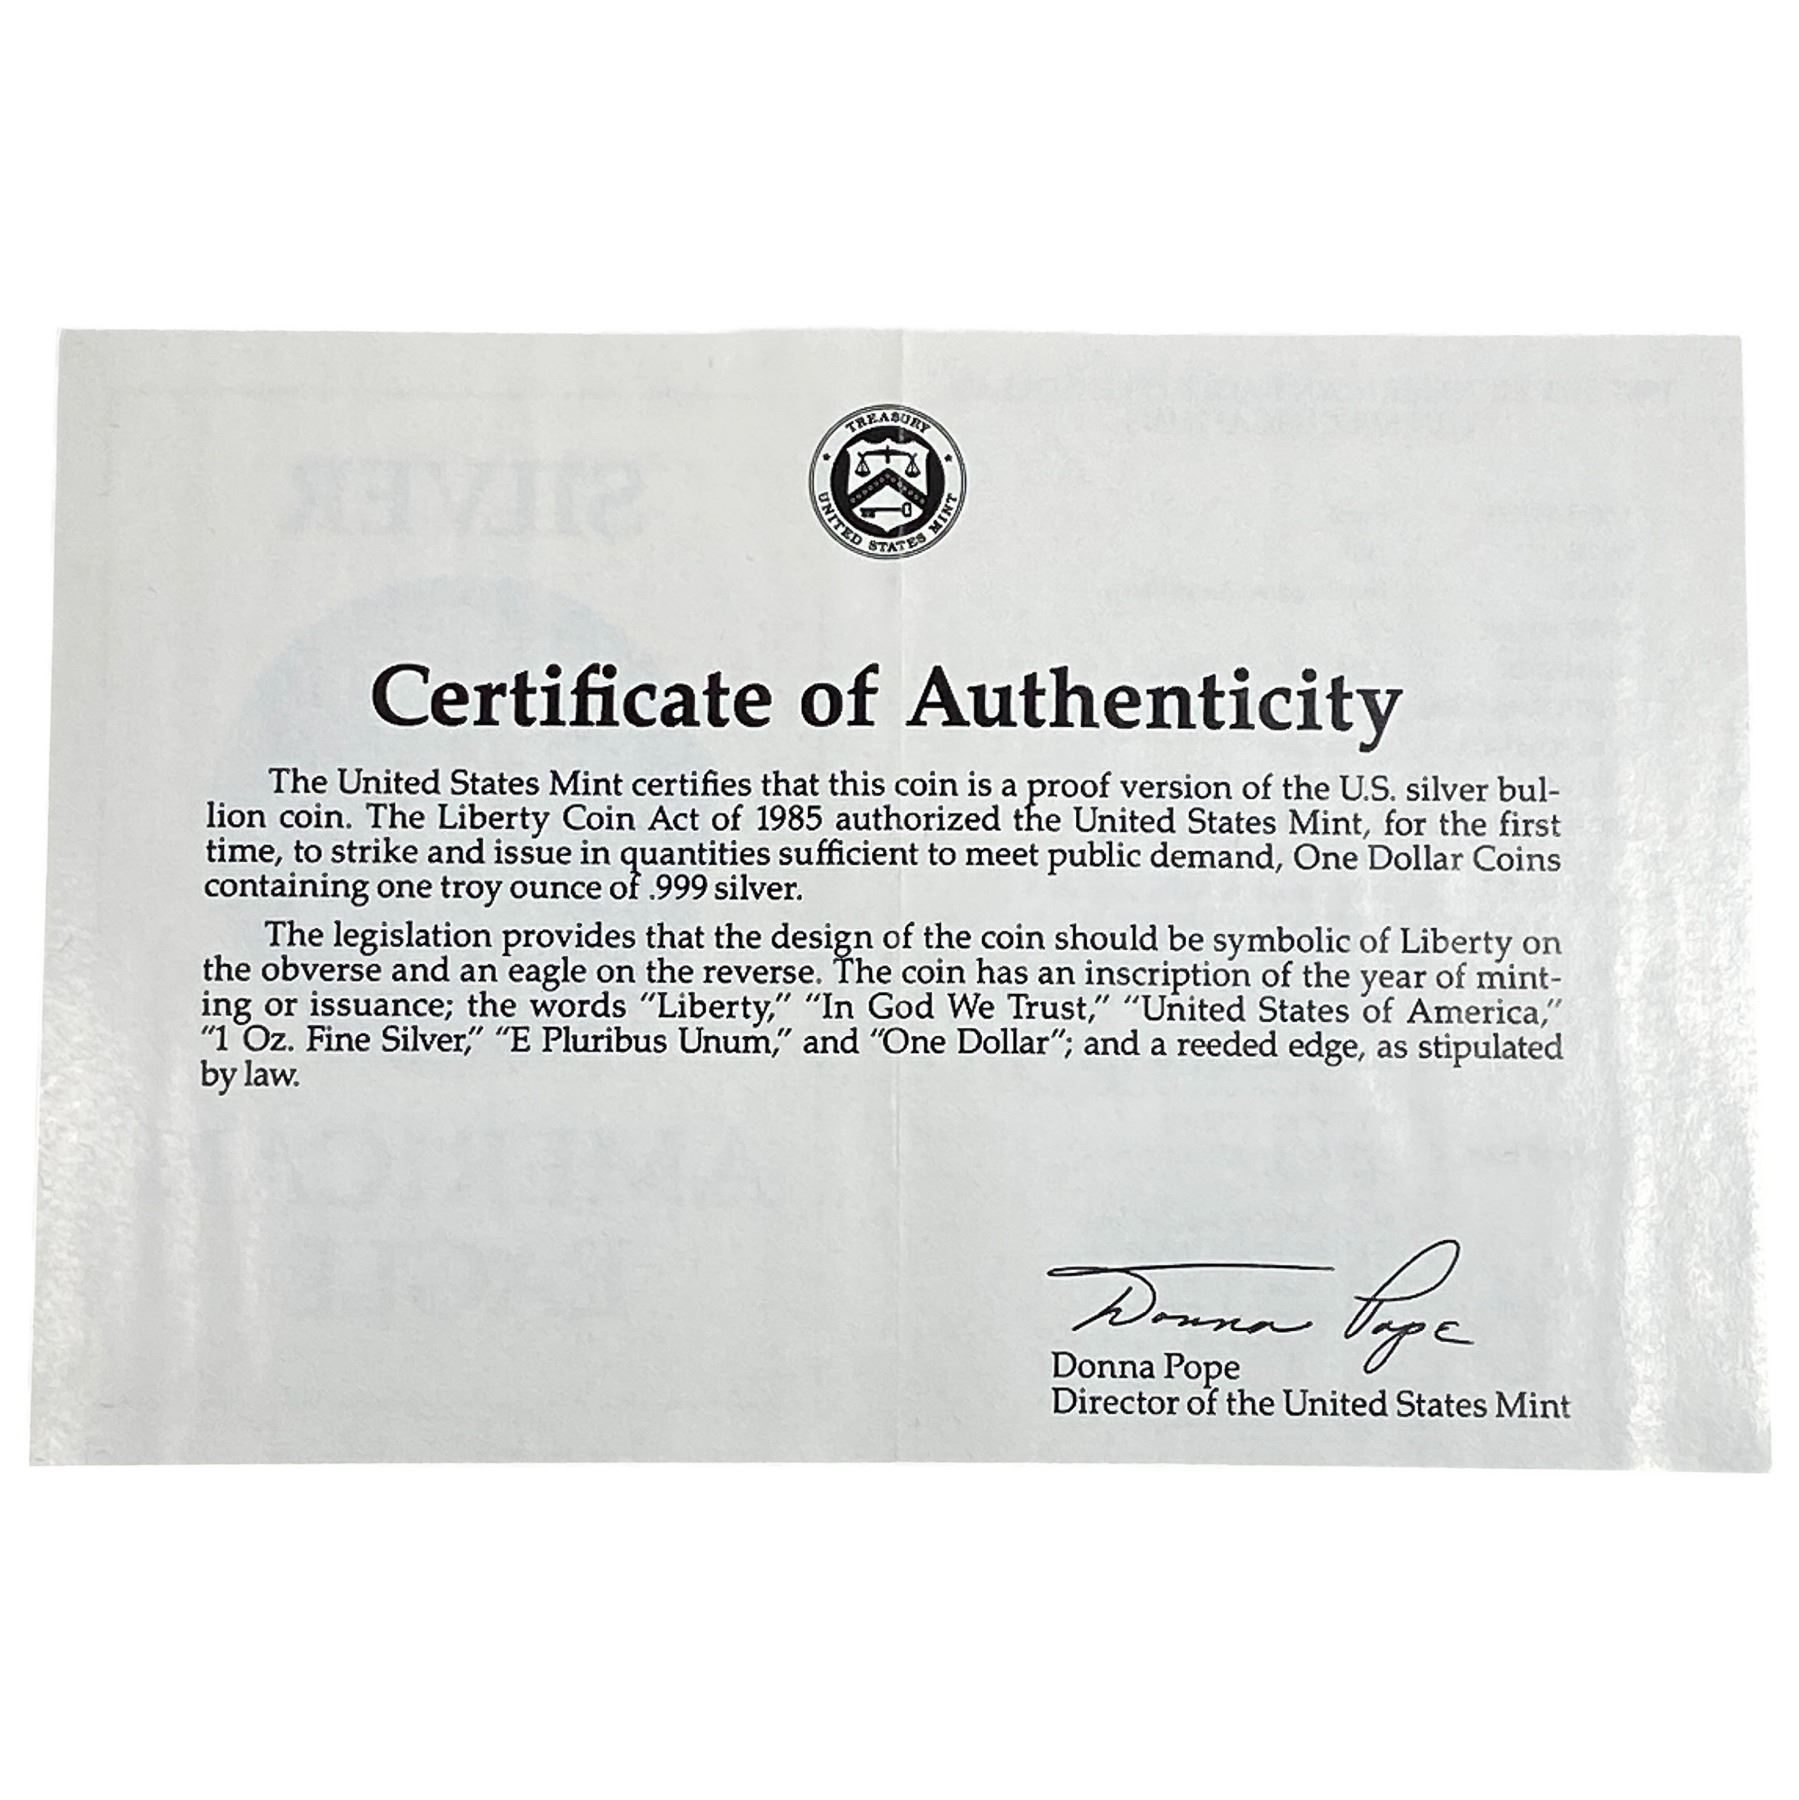 TREASURY
UNITED STATES MINT
Certificate of Authenticity
The United States Mint certifies that this coin is a proof version of the U.S. silver bul-
lion coin. The Liberty Coin Act of 1985 authorized the United States Mint, for the first
time, to strike and issue in quantities sufficient to meet public demand, One Dollar Coins
containing one troy ounce of .999 silver.
The legislation provides that the design of the coin should be symbolic of Liberty on
the obverse and an eagle on the reverse. The coin has an inscription of the year of mint-
ing or issuance; the words "Liberty," "In God We Trust," "United States of America,"
"1 Oz. Fine Silver," "E Pluribus Unum," and "One Dollar"; and a reeded edge, as stipulated
by law.
Donna Pope
Donna Pope
Director of the United States Mint